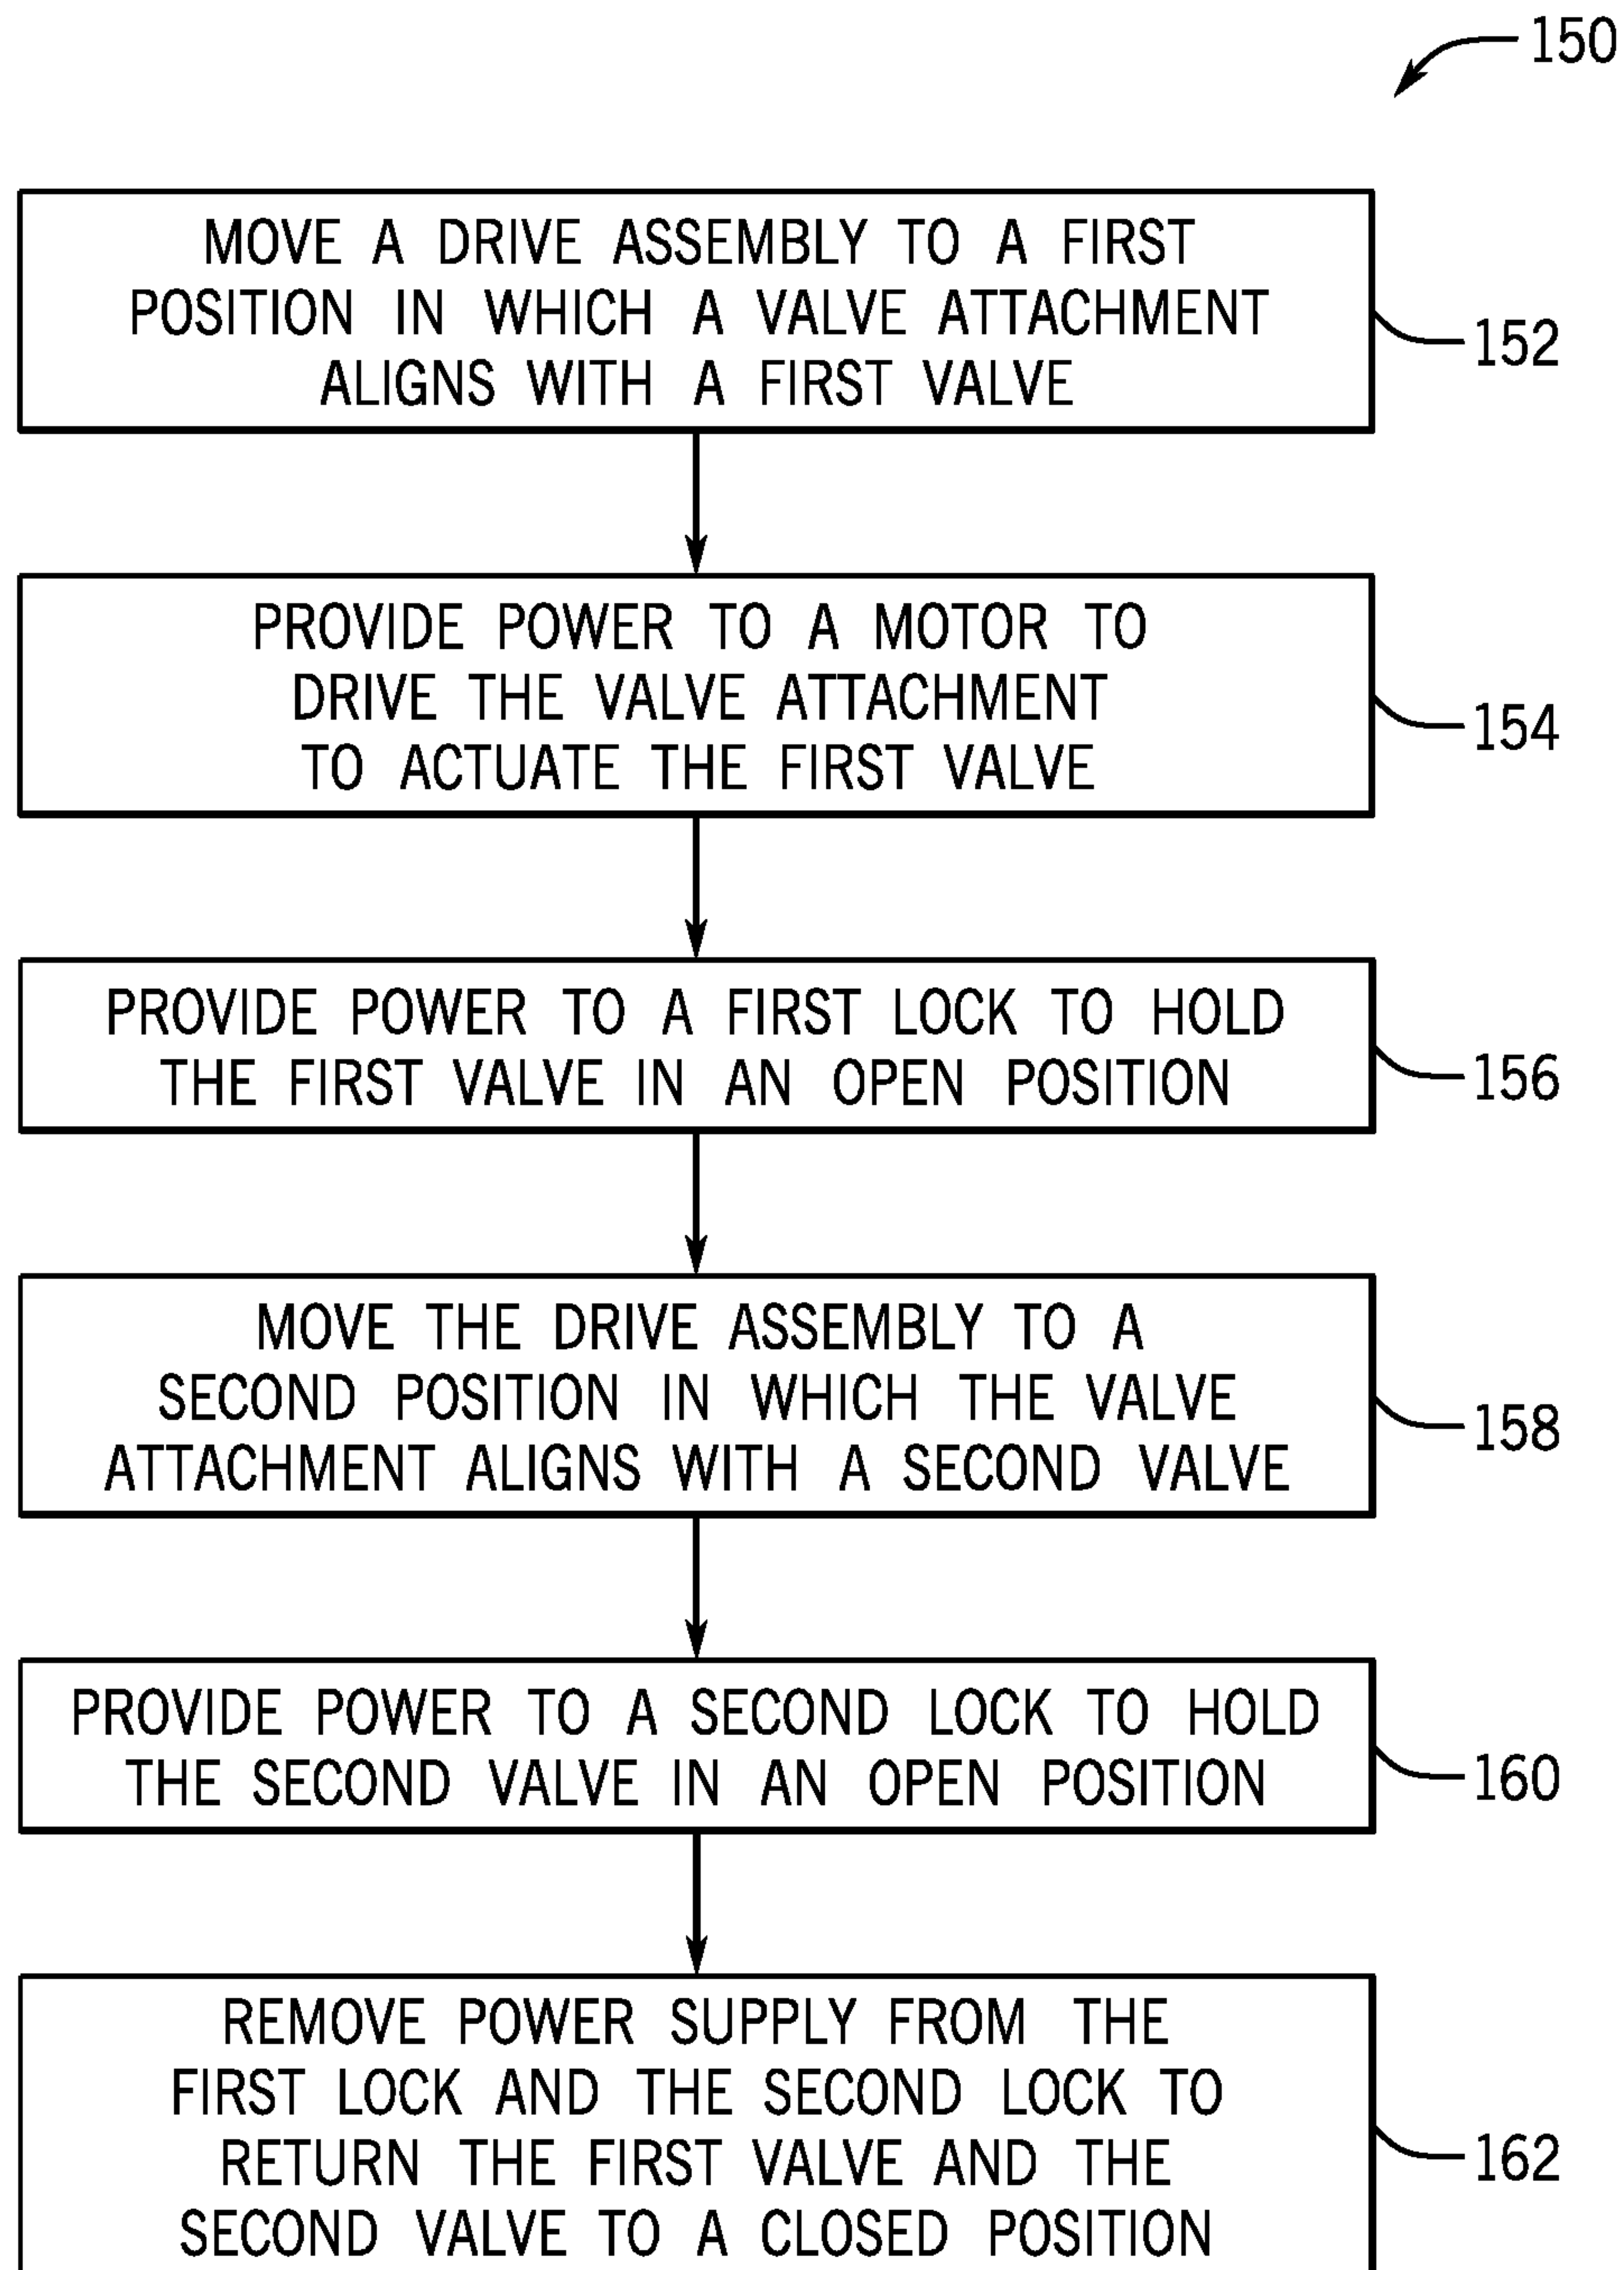 150
MOVE A DRIVE ASSEMBLY TO A FIRST
POSITION IN WHICH A VALVE ATTACHMENT
ALIGNS WITH A FIRST VALVE
152
PROVIDE POWER TO A MOTOR TO
DRIVE THE VALVE ATTACHMENT
TO ACTUATE THE FIRST VALVE
154
PROVIDE POWER TO A FIRST LOCK TO HOLD
THE FIRST VALVE IN AN OPEN POSITION
156
MOVE THE DRIVE ASSEMBLY TO A
SECOND POSITION IN WHICH THE VALVE
ATTACHMENT ALIGNS WITH A SECOND VALVE
158
PROVIDE POWER TO A SECOND LOCK TO HOLD
THE SECOND VALVE IN AN OPEN POSITION
160
REMOVE POWER SUPPLY FROM THE
FIRST LOCK AND THE SECOND LOCK TO
RETURN THE FIRST VALVE AND THE
SECOND VALVE TO A CLOSED POSITION
162